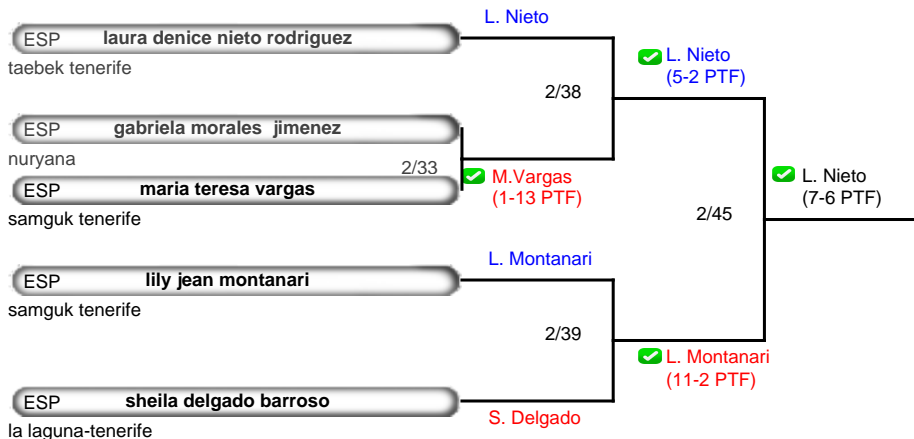 L. Nieto
ESP laura denice nieto rodriguez
taebek tenerife
L. Nieto
(5-2 PTF)
2/38
ESP gabriela morales jimenez
nuryana
2/33
M.Vargas
(1-13 PTF)
ESP maria teresa vargas
samguk tenerife
L. Nieto
(7-6 PTF)
2/45
L. Montanari
ESP lily jean montanari
samguk tenerife
2/39
L. Montanari
(11-2 PTF)
ESP sheila delgado barroso
S. Delgado
la laguna-tenerife